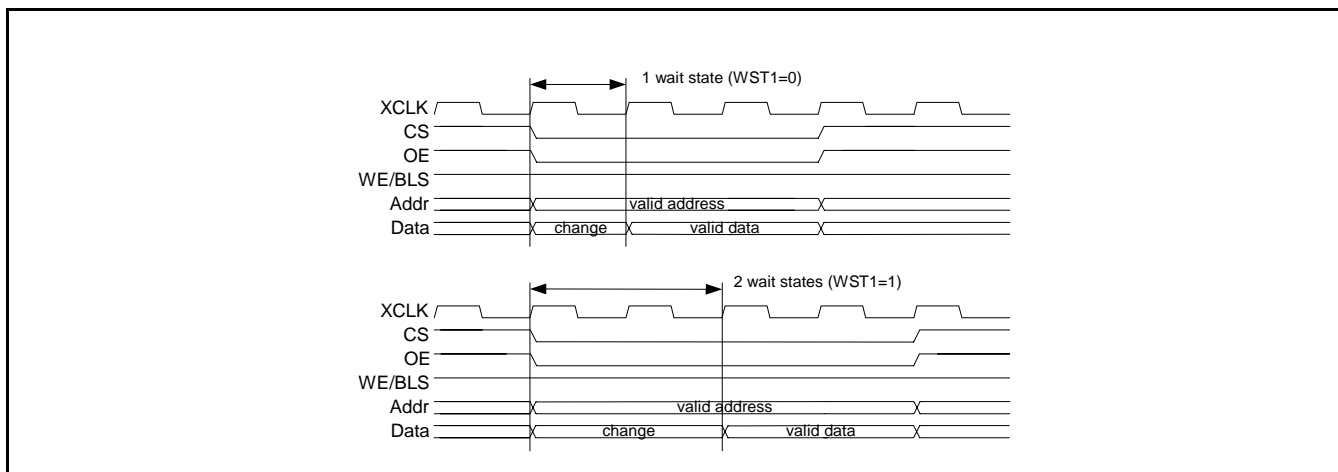 1 wait state (WST1=0)
XCLK
CS
OE
WE/BLS
Addr valid address
Data change valid data
2 wait states (WST1=1)
XCLK
CS
OE
WE/BLS
Addr valid address
Data change valid data